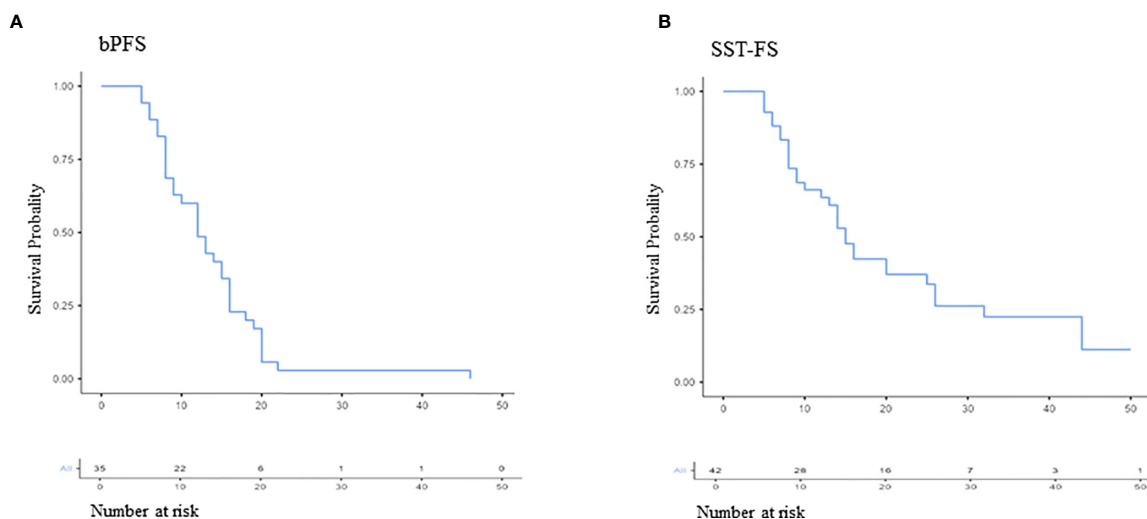 A
bPFS
1.00
0.75
0.50
0.25
0.00
Survival Probality
0 10 20 30 40 50
All 35 22 6 1 1 0
0 10 20 30 40 50
Number at risk
B
SST-FS
1.00
0.75
0.50
0.25
0.00
Survival Probality
0 10 20 30 40 50
All 42 28 16 7 3 1
0 10 20 30 40 50
Number at risk